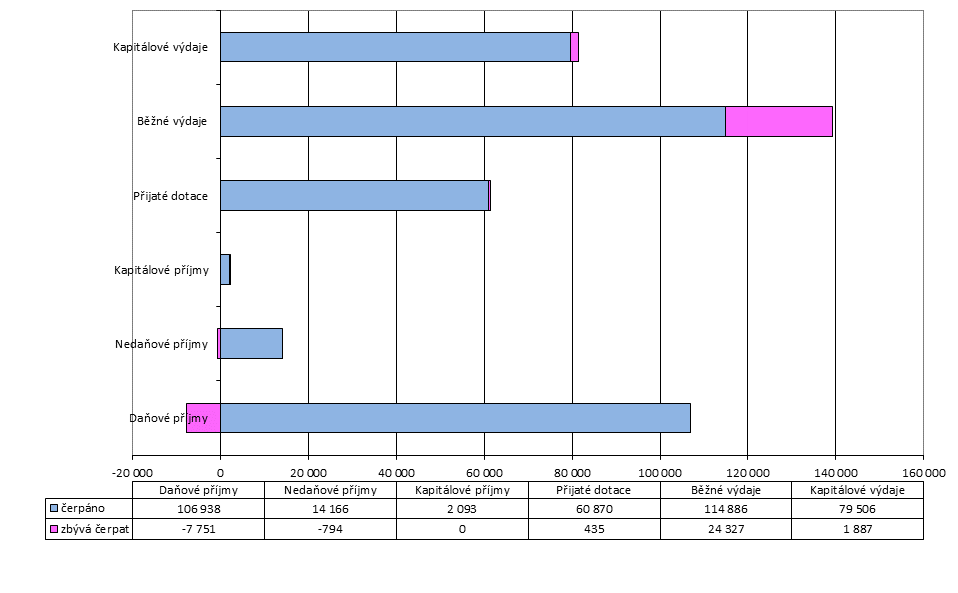 Kapitálové výdaje
Běžné výdaje
Přijaté dotace
Kapitálové příjmy
Nedaňové příjmy
Daňové příjmy
-20 000 0 20 000 40 000 60 000 80 000 100 000 120 000 140 000 160 000
Daňové příjmy Nedaňové příjmy Kapitálové příjmy Přijaté dotace Běžné výdaje Kapitálové výdaje
čerpáno 106 938 14 166 2 093 60 870 114 886 79 506
zbývá čerpat -7 751 -794 0 435 24 327 1 887